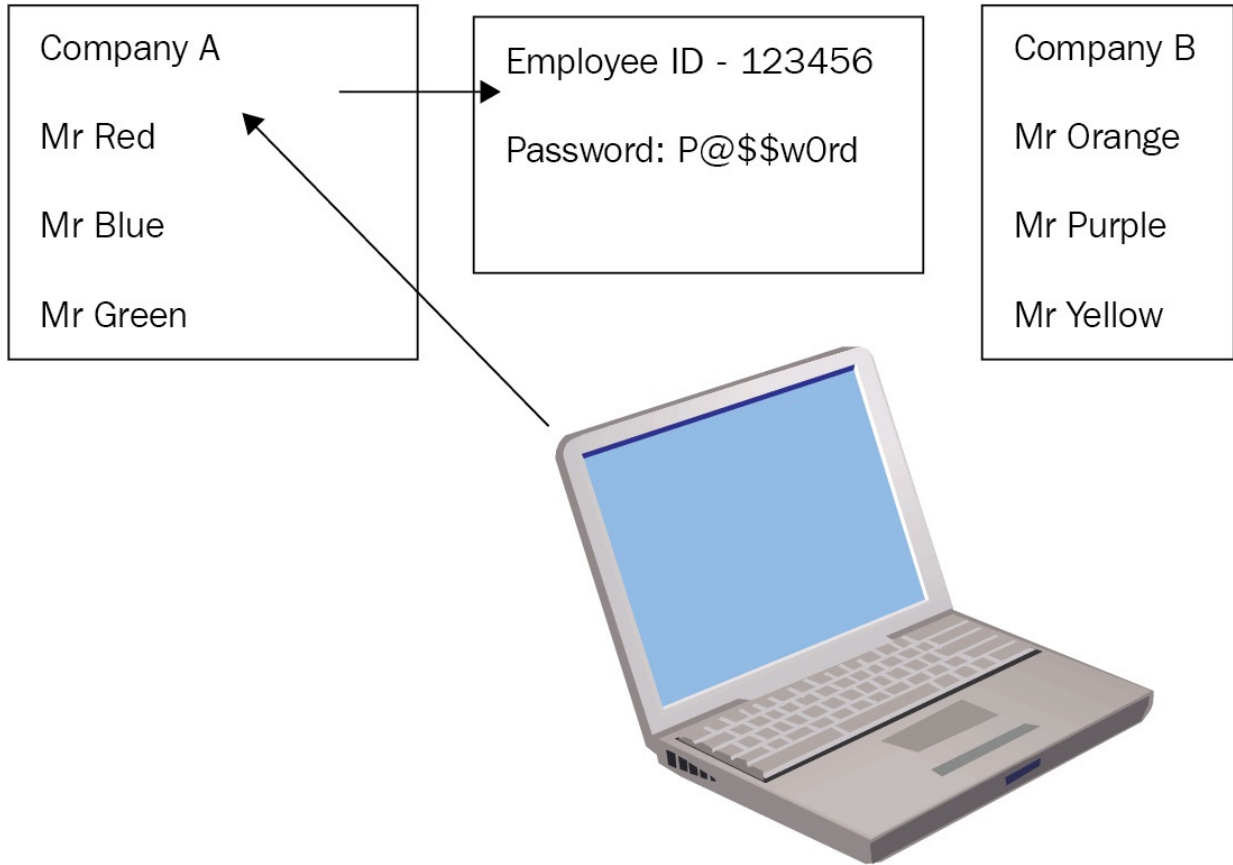 Company A
Mr Red
Mr Blue
Mr Green
Employee ID - 123456
Password: P@$$w0rd
Company B
Mr Orange
Mr Purple
Mr Yellow